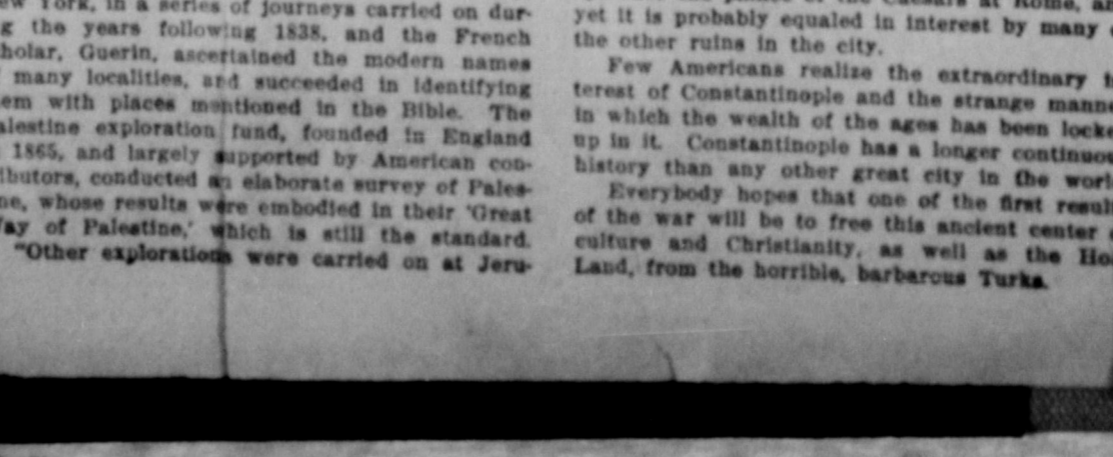 York, in a series of journeys carried on dur-
the years following 1838, and the French
holar, Guerin, ascertained the modern names
many localities, and succeeded in identifying
em with places mentioned in the Bible. The
alestine exploration fund, founded in England
1865, and largely supported by American con-
ibutors, conducted an elaborate survey of Pales-
ne, whose results were embodied in their 'Great
ay of Palestine,' which is still the standard.
"Other explorations were carried on at Jeru-
yet it is probably equaled in interest by many
the other ruins in the city.
Few Americans realize the extraordinary
terest of Constantinople and the strange manne
in which the wealth of the ages has been locke
up in it. Constantinople has a longer continuou
history than any other great city in the worl
Everybody hopes that one of the first resul
of the war will be to free this ancient center
culture and Christianity, as well as the Ho
Land, from the horrible, barbarous Turks.